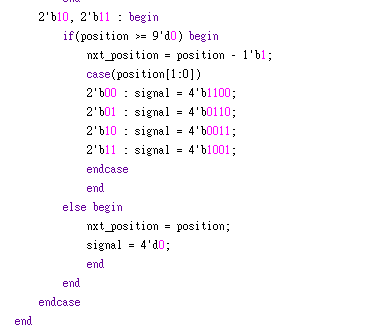 end
2'b10, 2'b11 : begin
if(position >= 9'd0) begin
nxt_position = position - 1'b1;
case(position[1:0])
2'b00 : signal = 4'b1100;
2'b01 : signal = 4'b0110;
2'b10 : signal = 4'b0011;
2'b11 : signal = 4'b1001;
endcase
end
else begin
nxt_position = position;
signal = 4'd0;
end
end
endcase
end